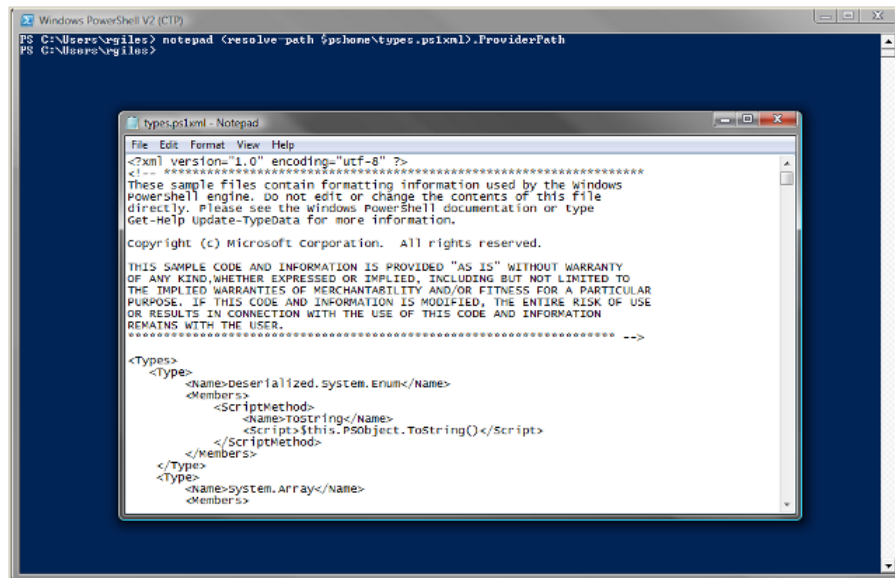 Windows PowerShell V2 (CTP)
PS C:\Users\rgiles> notepad (resolve-path $pshome\types.ps1xml).ProviderPath
PS C:\Users\rgiles>
types.ps1xml - Notepad
File Edit Format View Help
<?xml version="1.0" encoding="utf-8" ?>
<!-- *******************************************************************
These sample files contain formatting information used by the Windows
PowerShell engine. Do not edit or change the contents of this file
directly. Please see the Windows PowerShell documentation or type
Get-Help Update-TypeData for more information.
Copyright (c) Microsoft Corporation.  All rights reserved.
THIS SAMPLE CODE AND INFORMATION IS PROVIDED "AS IS" WITHOUT WARRANTY
OF ANY KIND,WHETHER EXPRESSED OR IMPLIED, INCLUDING BUT NOT LIMITED TO
THE IMPLIED WARRANTIES OF MERCHANTABILITY AND/OR FITNESS FOR A PARTICULAR
PURPOSE. IF THIS CODE AND INFORMATION IS MODIFIED, THE ENTIRE RISK OF USE
OR RESULTS IN CONNECTION WITH THE USE OF THIS CODE AND INFORMATION
REMAINS WITH THE USER.
******************************************************************** -->
<Types>
<Type>
<Name>Deserialized.System.Enum</Name>
<Members>
<ScriptMethod>
<Name>ToString</Name>
<Script>$this.PSObject.ToString()</Script>
</ScriptMethod>
</Members>
</Type>
<Type>
<Name>System.Array</Name>
<Members>